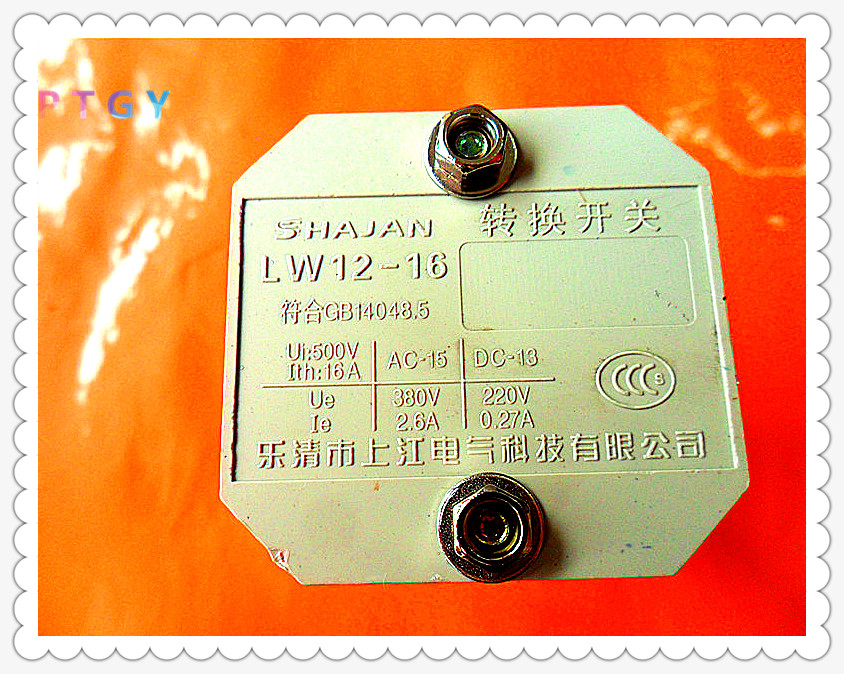 PTGY
SHAJAN 转换开关
LW12-16
符合GB14048.5
Ui:500V AC-15 DC-13
Ith:16A
Ue 380V 220V
Ie 2.6A 0.27A
CCC S
乐清市上江电气科技有限公司